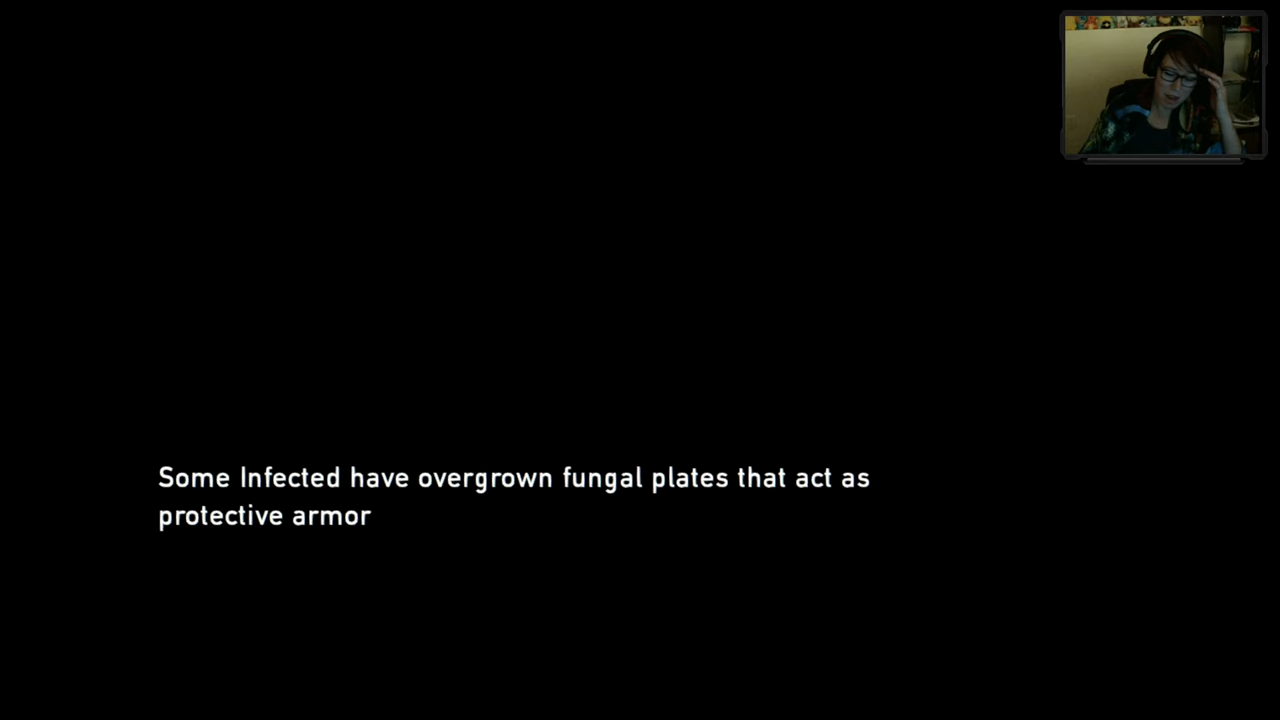 Some Infected have overgrown fungal plates that act as
protective armor